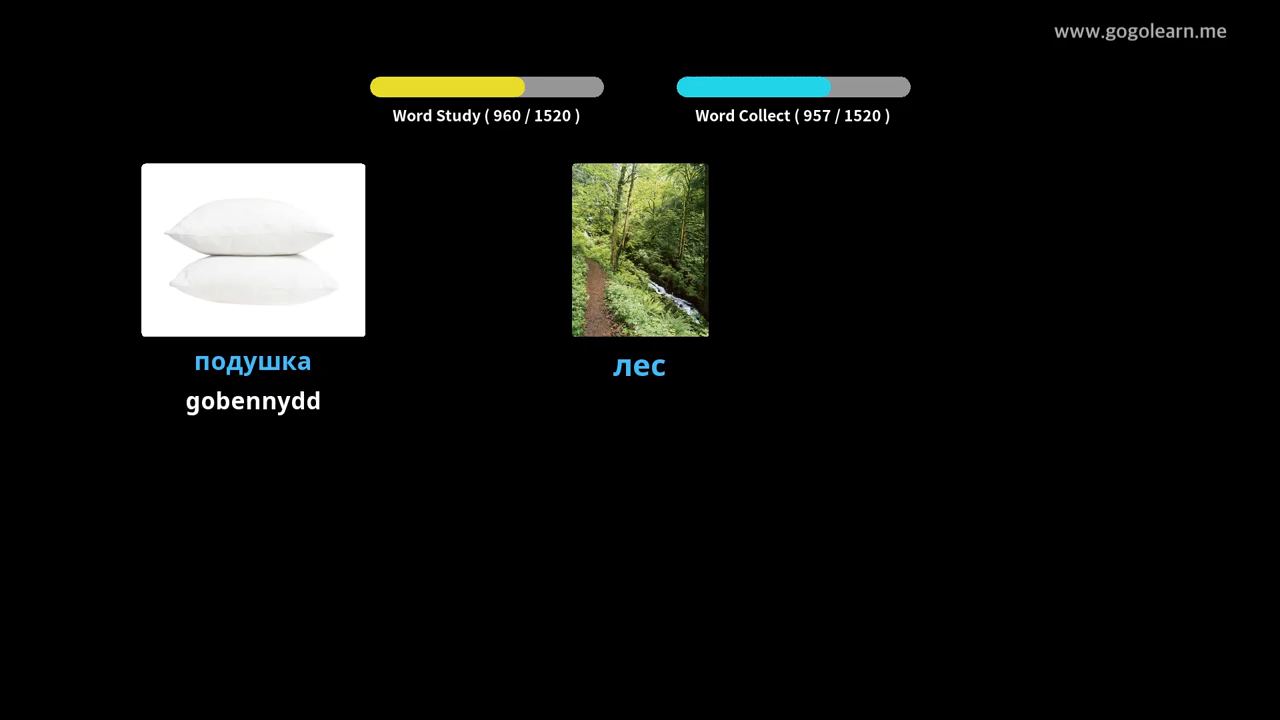 www.gogolearn.me
Word Study ( 960 / 1520 )
Word Collect ( 957 / 1520 )
подушка
gobennydd
лес